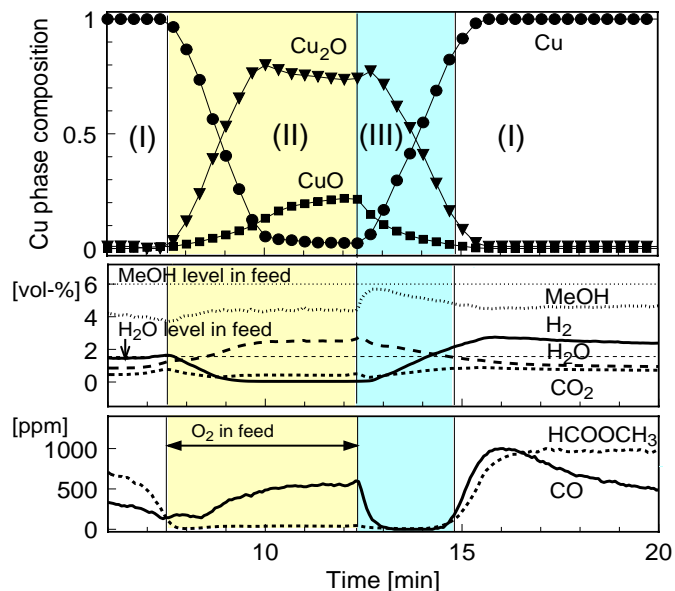 1
0.5
0
Cu phase composition
Cu₂O
Cu
(I)
(II)
(III)
(I)
CuO
[vol-%]
6
4
2
0
MeOH level in feed
MeOH
H₂O level in feed
H₂
H₂O
CO₂
[ppm]
1000
500
0
O₂ in feed
HCOOCH₃
CO
10
15
20
Time [min]